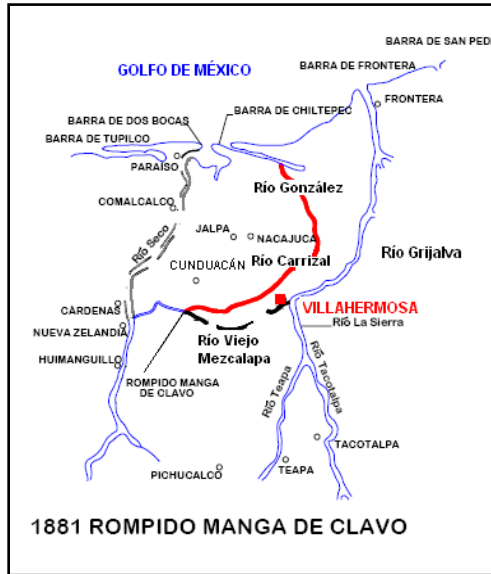 BARRA DE SAN PED
BARRA DE FRONTERA
GOLFO DE MÉXICO
FRONTERA
BARRA DE DOS BOCAS
BARRA DE CHILTEPEC
BARRA DE TUPILCO
PARAÍSO
Río González
COMALCALCO
JALPA
NACAJUCA
Río Seco
Río Grijalva
CUNDUACÁN
Río Carrizal
CÁRDENAS
VILLAHERMOSA
NUEVA ZELANDIA
Río La Sierra
Río Viejo
Mezcalapa
HUIMANGUILLO
ROMPIDO MANGA
DE CLAVO
Río Teapa
Río Tacotalpa
TACOTALPA
PICHUCALCO
TEAPA
1881 ROMPIDO MANGA DE CLAVO